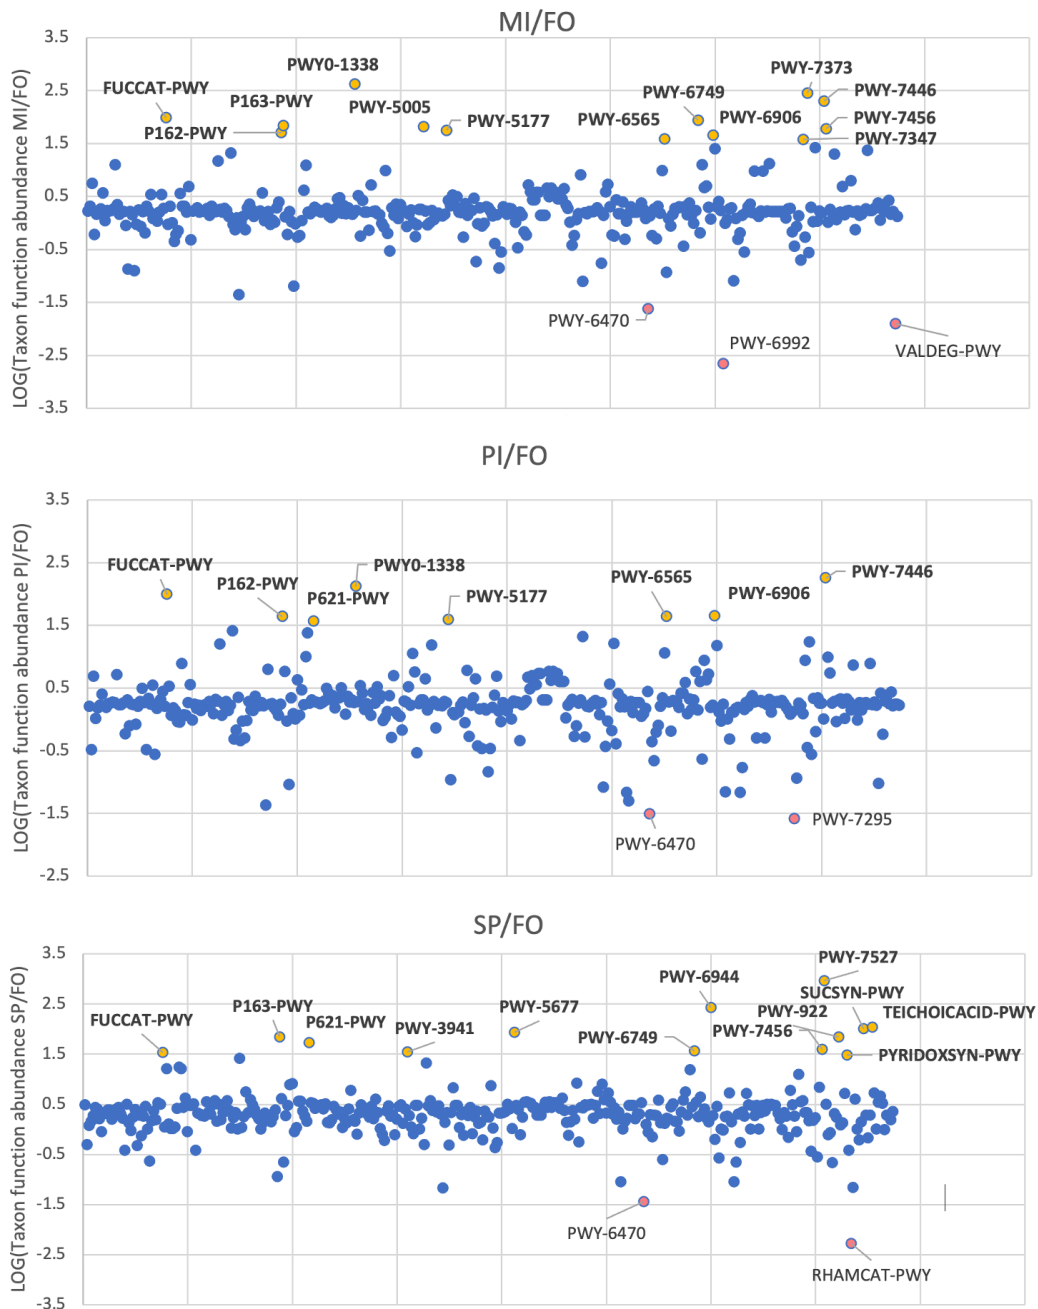 MI/FO
LOG(Taxon function abundance MI/FO)
3.5
2.5
1.5
0.5
-0.5
-1.5
-2.5
-3.5
PWY0-1338
FUCCAT-PWY
P163-PWY
P162-PWY
PWY-5005
PWY-5177
PWY-7373
PWY-6749
PWY-7446
PWY-6565
PWY-6906
PWY-7456
PWY-7347
PWY-6470
PWY-6992
VALDEG-PWY
PI/FO
LOG(Taxon function abundance PI/FO)
3.5
2.5
1.5
0.5
-0.5
-1.5
-2.5
FUCCAT-PWY
PWY0-1338
P162-PWY
P621-PWY
PWY-5177
PWY-6565
PWY-7446
PWY-6906
PWY-6470
PWY-7295
SP/FO
LOG(Taxon function abundance SP/FO)
3.5
2.5
1.5
0.5
-0.5
-1.5
-2.5
-3.5
PWY-7527
PWY-6944
SUCSYN-PWY
P163-PWY
PWY-5677
PWY-922
TEICHOICACID-PWY
FUCCAT-PWY
P621-PWY
PWY-3941
PWY-6749
PWY-7456
PYRIDOXSYN-PWY
PWY-6470
RHAMCAT-PWY